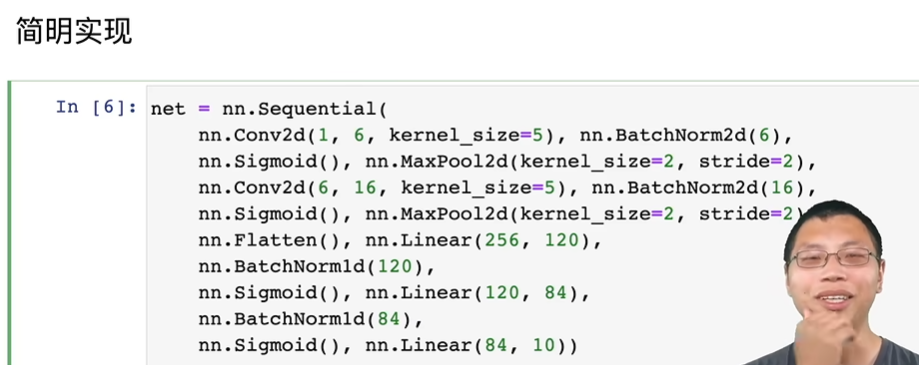 简明实现
In [6]: net = nn.Sequential(
nn.Conv2d(1, 6, kernel_size=5), nn.BatchNorm2d(6),
nn.Sigmoid(), nn.MaxPool2d(kernel_size=2, stride=2),
nn.Conv2d(6, 16, kernel_size=5), nn.BatchNorm2d(16),
nn.Sigmoid(), nn.MaxPool2d(kernel_size=2, stride=2)
nn.Flatten(), nn.Linear(256, 120),
nn.BatchNorm1d(120),
nn.Sigmoid(), nn.Linear(120, 84),
nn.BatchNorm1d(84),
nn.Sigmoid(), nn.Linear(84, 10))